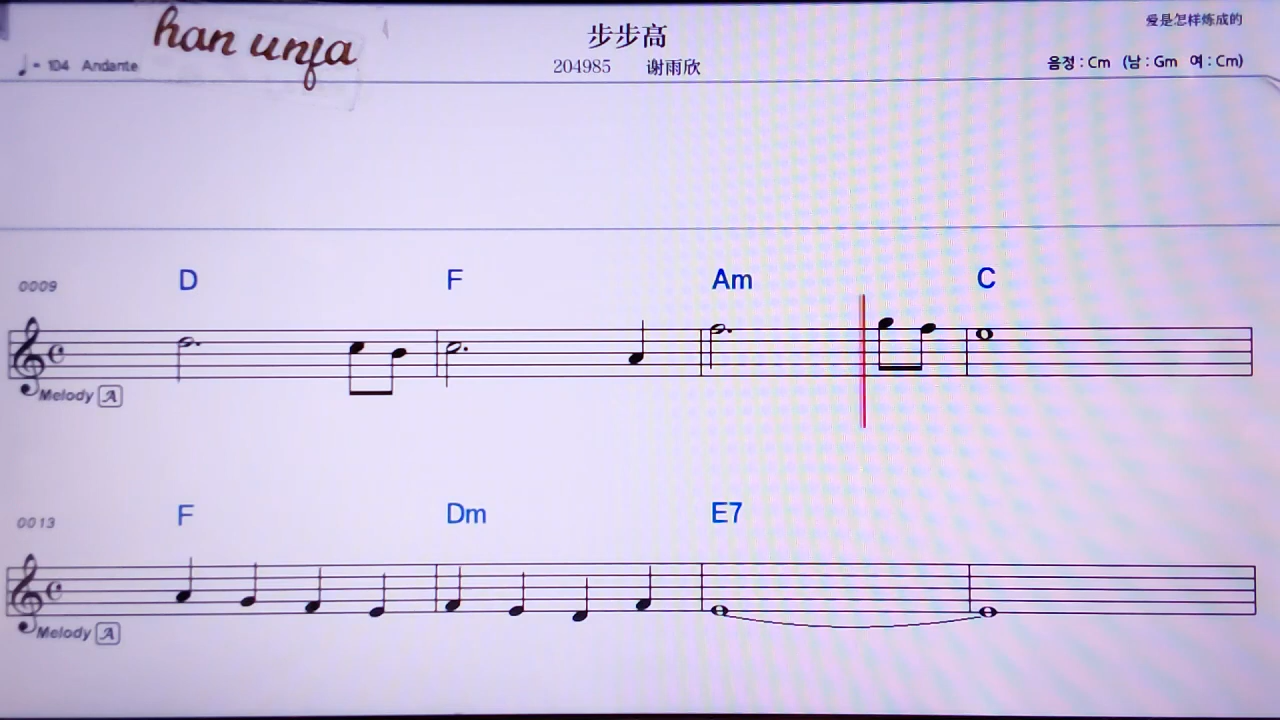 han unfa
步步高
爱是怎样炼成的
♩= 104 Andante
204985 谢雨欣
음정 : Cm (남 : Gm 여 : Cm)
0009 D F Am C
Melody A
0013 F Dm E7
Melody A